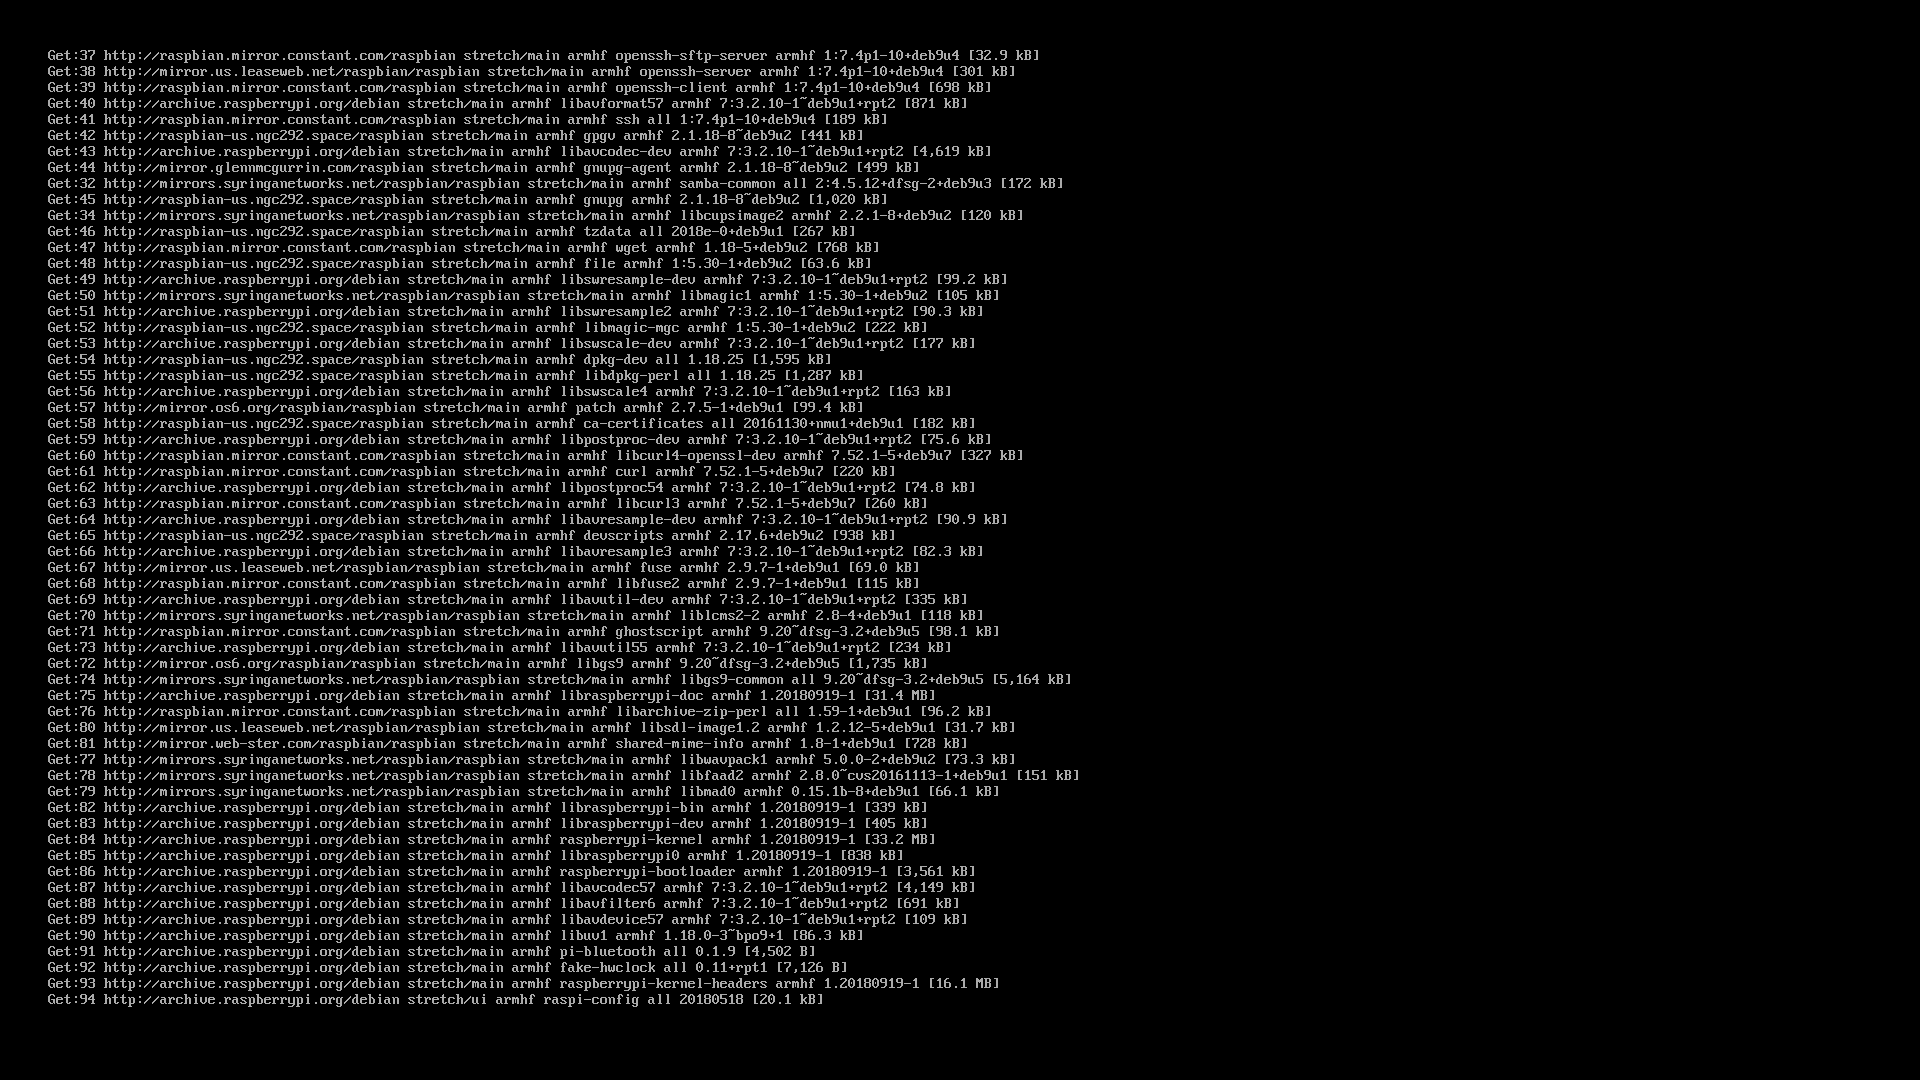 Get:37 http://raspbian.mirror.constant.com/raspbian stretch/main armhf openssh-sftp-server armhf 1:7.4p1-10+deb9u4 [32.9 kB]
Get:38 http://mirror.us.leaseweb.net/raspbian/raspbian stretch/main armhf openssh-server armhf 1:7.4p1-10+deb9u4 [301 kB]
Get:39 http://raspbian.mirror.constant.com/raspbian stretch/main armhf openssh-client armhf 1:7.4p1-10+deb9u4 [698 kB]
Get:40 http://archive.raspberrypi.org/debian stretch/main armhf libavformat57 armhf 7:3.2.10-1~deb9u1+rpt2 [871 kB]
Get:41 http://raspbian.mirror.constant.com/raspbian stretch/main armhf ssh all 1:7.4p1-10+deb9u4 [189 kB]
Get:42 http://raspbian-us.ngc292.space/raspbian stretch/main armhf gpgv armhf 2.1.18-8~deb9u2 [441 kB]
Get:43 http://archive.raspberrypi.org/debian stretch/main armhf libavcodec-dev armhf 7:3.2.10-1~deb9u1+rpt2 [4,619 kB]
Get:44 http://mirror.glennmcgurrin.com/raspbian stretch/main armhf gnupg-agent armhf 2.1.18-8~deb9u2 [499 kB]
Get:32 http://mirrors.syringanetworks.net/raspbian/raspbian stretch/main armhf samba-common all 2:4.5.12+dfsg-2+deb9u3 [172 kB]
Get:45 http://raspbian-us.ngc292.space/raspbian stretch/main armhf gnupg armhf 2.1.18-8~deb9u2 [1,020 kB]
Get:34 http://mirrors.syringanetworks.net/raspbian/raspbian stretch/main armhf libcupsimage2 armhf 2.2.1-8+deb9u2 [120 kB]
Get:46 http://raspbian-us.ngc292.space/raspbian stretch/main armhf tzdata all 2018e-0+deb9u1 [267 kB]
Get:47 http://raspbian.mirror.constant.com/raspbian stretch/main armhf wget armhf 1.18-5+deb9u2 [768 kB]
Get:48 http://raspbian-us.ngc292.space/raspbian stretch/main armhf file armhf 1:5.30-1+deb9u2 [63.6 kB]
Get:49 http://archive.raspberrypi.org/debian stretch/main armhf libswresample-dev armhf 7:3.2.10-1~deb9u1+rpt2 [99.2 kB]
Get:50 http://mirrors.syringanetworks.net/raspbian/raspbian stretch/main armhf libmagic1 armhf 1:5.30-1+deb9u2 [105 kB]
Get:51 http://archive.raspberrypi.org/debian stretch/main armhf libswresample2 armhf 7:3.2.10-1~deb9u1+rpt2 [90.3 kB]
Get:52 http://raspbian-us.ngc292.space/raspbian stretch/main armhf libmagic-mgc armhf 1:5.30-1+deb9u2 [222 kB]
Get:53 http://archive.raspberrypi.org/debian stretch/main armhf libswscale-dev armhf 7:3.2.10-1~deb9u1+rpt2 [177 kB]
Get:54 http://raspbian-us.ngc292.space/raspbian stretch/main armhf dpkg-dev all 1.18.25 [1,595 kB]
Get:55 http://raspbian-us.ngc292.space/raspbian stretch/main armhf libdpkg-perl all 1.18.25 [1,287 kB]
Get:56 http://archive.raspberrypi.org/debian stretch/main armhf libswscale4 armhf 7:3.2.10-1~deb9u1+rpt2 [163 kB]
Get:57 http://mirror.os6.org/raspbian/raspbian stretch/main armhf patch armhf 2.7.5-1+deb9u1 [99.4 kB]
Get:58 http://raspbian-us.ngc292.space/raspbian stretch/main armhf ca-certificates all 20161130+nmu1+deb9u1 [182 kB]
Get:59 http://archive.raspberrypi.org/debian stretch/main armhf libpostproc-dev armhf 7:3.2.10-1~deb9u1+rpt2 [75.6 kB]
Get:60 http://raspbian.mirror.constant.com/raspbian stretch/main armhf libcurl4-openssl-dev armhf 7.52.1-5+deb9u7 [327 kB]
Get:61 http://raspbian.mirror.constant.com/raspbian stretch/main armhf curl armhf 7.52.1-5+deb9u7 [220 kB]
Get:62 http://archive.raspberrypi.org/debian stretch/main armhf libpostproc54 armhf 7:3.2.10-1~deb9u1+rpt2 [74.8 kB]
Get:63 http://raspbian.mirror.constant.com/raspbian stretch/main armhf libcurl3 armhf 7.52.1-5+deb9u7 [260 kB]
Get:64 http://archive.raspberrypi.org/debian stretch/main armhf libavresample-dev armhf 7:3.2.10-1~deb9u1+rpt2 [90.9 kB]
Get:65 http://raspbian-us.ngc292.space/raspbian stretch/main armhf devscripts armhf 2.17.6+deb9u2 [938 kB]
Get:66 http://archive.raspberrypi.org/debian stretch/main armhf libavresample3 armhf 7:3.2.10-1~deb9u1+rpt2 [82.3 kB]
Get:67 http://mirror.us.leaseweb.net/raspbian/raspbian stretch/main armhf fuse armhf 2.9.7-1+deb9u1 [69.0 kB]
Get:68 http://raspbian.mirror.constant.com/raspbian stretch/main armhf libfuse2 armhf 2.9.7-1+deb9u1 [115 kB]
Get:69 http://archive.raspberrypi.org/debian stretch/main armhf libavutil-dev armhf 7:3.2.10-1~deb9u1+rpt2 [335 kB]
Get:70 http://mirrors.syringanetworks.net/raspbian/raspbian stretch/main armhf liblcms2-2 armhf 2.8-4+deb9u1 [118 kB]
Get:71 http://raspbian.mirror.constant.com/raspbian stretch/main armhf ghostscript armhf 9.20~dfsg-3.2+deb9u5 [98.1 kB]
Get:73 http://archive.raspberrypi.org/debian stretch/main armhf libavutil55 armhf 7:3.2.10-1~deb9u1+rpt2 [234 kB]
Get:72 http://mirror.os6.org/raspbian/raspbian stretch/main armhf libgs9 armhf 9.20~dfsg-3.2+deb9u5 [1,735 kB]
Get:74 http://mirrors.syringanetworks.net/raspbian/raspbian stretch/main armhf libgs9-common all 9.20~dfsg-3.2+deb9u5 [5,164 kB]
Get:75 http://archive.raspberrypi.org/debian stretch/main armhf libraspberrypi-doc armhf 1.20180919-1 [31.4 MB]
Get:76 http://raspbian.mirror.constant.com/raspbian stretch/main armhf libarchive-zip-perl all 1.59-1+deb9u1 [96.2 kB]
Get:80 http://mirror.us.leaseweb.net/raspbian/raspbian stretch/main armhf libsdl-image1.2 armhf 1.2.12-5+deb9u1 [31.7 kB]
Get:81 http://mirror.web-ster.com/raspbian/raspbian stretch/main armhf shared-mime-info armhf 1.8-1+deb9u1 [728 kB]
Get:77 http://mirrors.syringanetworks.net/raspbian/raspbian stretch/main armhf libwavpack1 armhf 5.0.0-2+deb9u2 [73.3 kB]
Get:78 http://mirrors.syringanetworks.net/raspbian/raspbian stretch/main armhf libfaad2 armhf 2.8.0~cvs20161113-1+deb9u1 [151 kB]
Get:79 http://mirrors.syringanetworks.net/raspbian/raspbian stretch/main armhf libmad0 armhf 0.15.1b-8+deb9u1 [66.1 kB]
Get:82 http://archive.raspberrypi.org/debian stretch/main armhf libraspberrypi-bin armhf 1.20180919-1 [339 kB]
Get:83 http://archive.raspberrypi.org/debian stretch/main armhf libraspberrypi-dev armhf 1.20180919-1 [405 kB]
Get:84 http://archive.raspberrypi.org/debian stretch/main armhf raspberrypi-kernel armhf 1.20180919-1 [33.2 MB]
Get:85 http://archive.raspberrypi.org/debian stretch/main armhf libraspberrypi0 armhf 1.20180919-1 [838 kB]
Get:86 http://archive.raspberrypi.org/debian stretch/main armhf raspberrypi-bootloader armhf 1.20180919-1 [3,561 kB]
Get:87 http://archive.raspberrypi.org/debian stretch/main armhf libavcodec57 armhf 7:3.2.10-1~deb9u1+rpt2 [4,149 kB]
Get:88 http://archive.raspberrypi.org/debian stretch/main armhf libavfilter6 armhf 7:3.2.10-1~deb9u1+rpt2 [691 kB]
Get:89 http://archive.raspberrypi.org/debian stretch/main armhf libavdevice57 armhf 7:3.2.10-1~deb9u1+rpt2 [109 kB]
Get:90 http://archive.raspberrypi.org/debian stretch/main armhf libuv1 armhf 1.18.0-3~bpo9+1 [86.3 kB]
Get:91 http://archive.raspberrypi.org/debian stretch/main armhf pi-bluetooth all 0.1.9 [4,502 B]
Get:92 http://archive.raspberrypi.org/debian stretch/main armhf fake-hwclock all 0.11+rpt1 [7,126 B]
Get:93 http://archive.raspberrypi.org/debian stretch/main armhf raspberrypi-kernel-headers armhf 1.20180919-1 [16.1 MB]
Get:94 http://archive.raspberrypi.org/debian stretch/ui armhf raspi-config all 20180518 [20.1 kB]